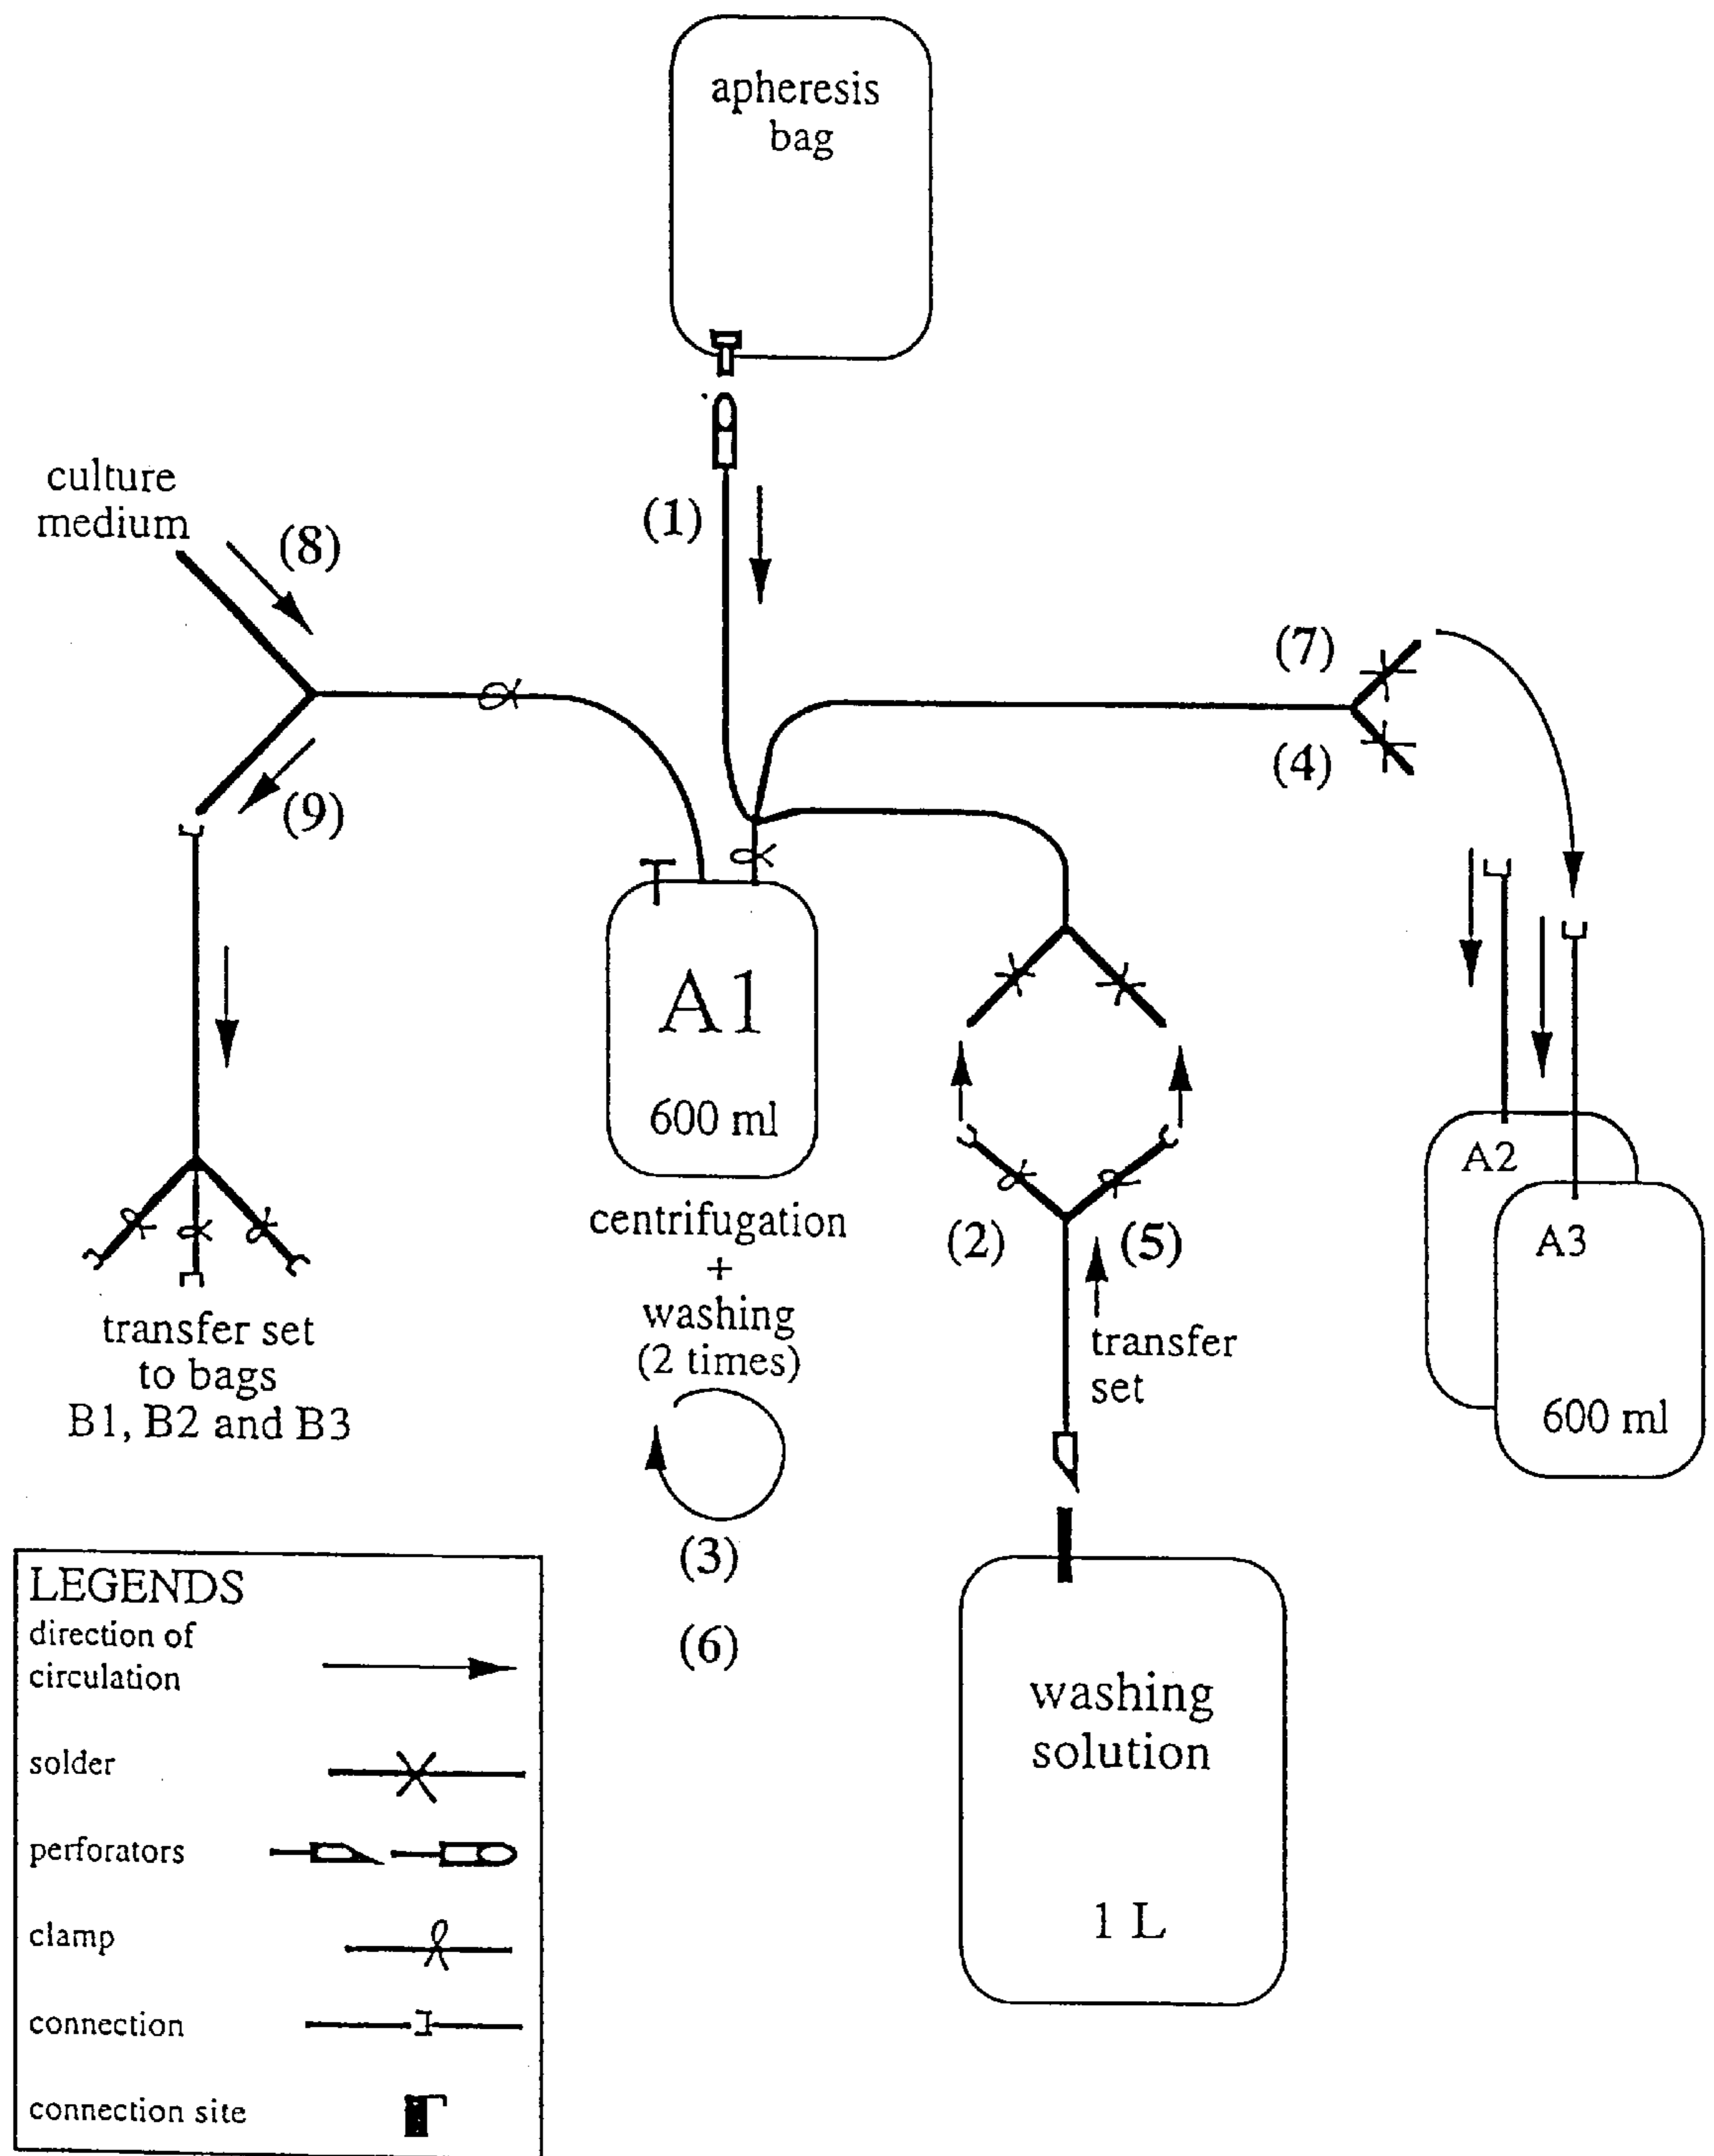 apheresis
bag
culture
medium
(8)
(1)
(7)
(4)
(9)
A1
600 ml
A2
A3
600 ml
centrifugation
+
washing
(2 times)
(2)
(5)
transfer
set
transfer set
to bags
B1, B2 and B3
(3)
(6)
washing
solution
1 L
LEGENDS
direction of
circulation
solder
perforators
clamp
connection
connection site